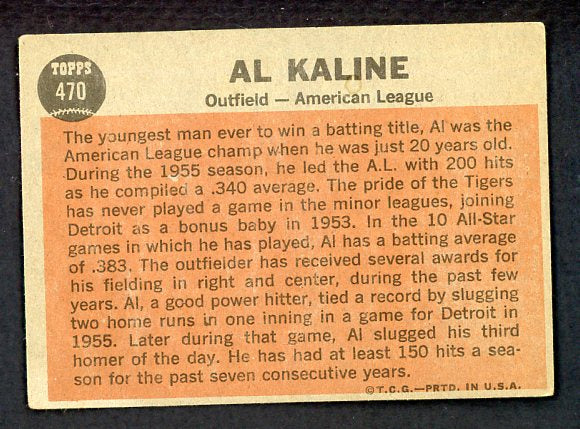 TOPPS
470
AL KALINE
Outfield — American League
The youngest man ever to win a batting title, Al was the
American League champ when he was just 20 years old.
During the 1955 season, he led the A.L. with 200 hits
as he compiled a .340 average. The pride of the Tigers
has never played a game in the minor leagues, joining
Detroit as a bonus baby in 1953. In the 10 All-Star
games in which he has played, Al has a batting average
of .383. The outfielder has received several awards for
his fielding in right and center, during the past few
years. Al, a good power hitter, tied a record by slugging
two home runs in one inning in a game for Detroit in
1955. Later during that game, Al slugged his third
homer of the day. He has had at least 150 hits a sea-
son for the past seven consecutive years.
©T.C.G.—PRTD. IN U.S.A.